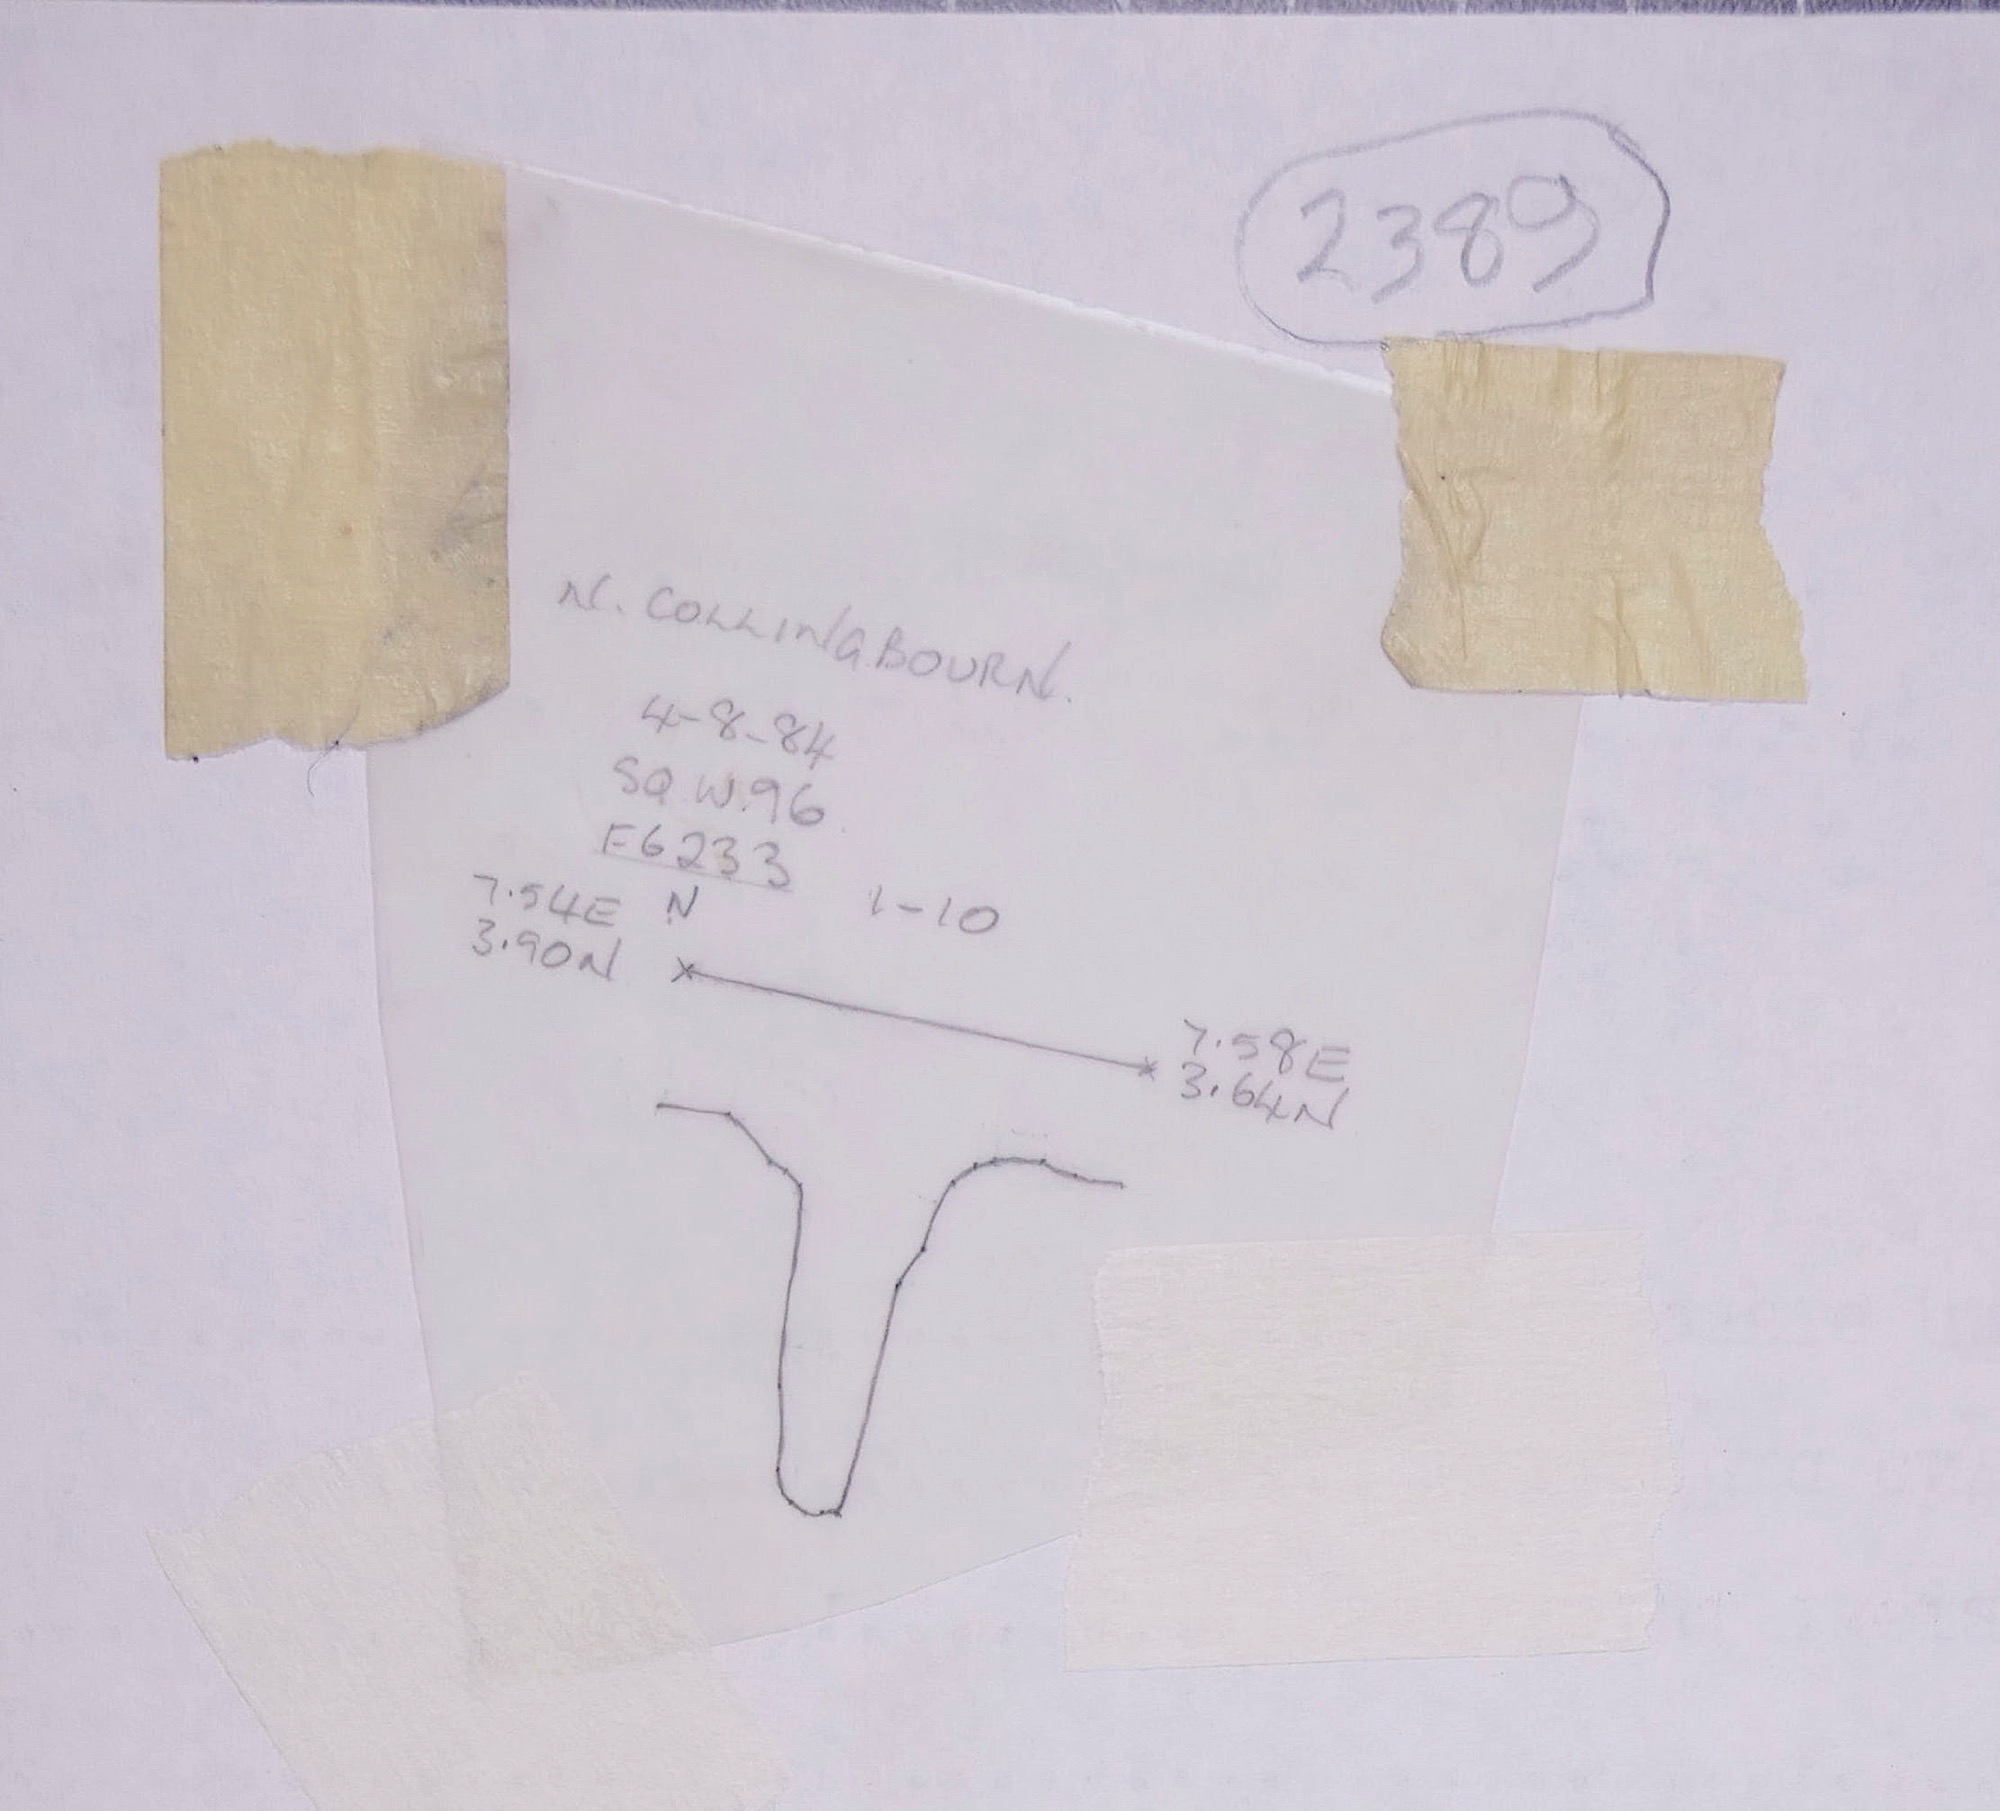 2389
N. COLLINGBOURN.
4-8-84
SQ W.96
F6233
7.54E N 1-10
3.90N
7.58E
3.64N